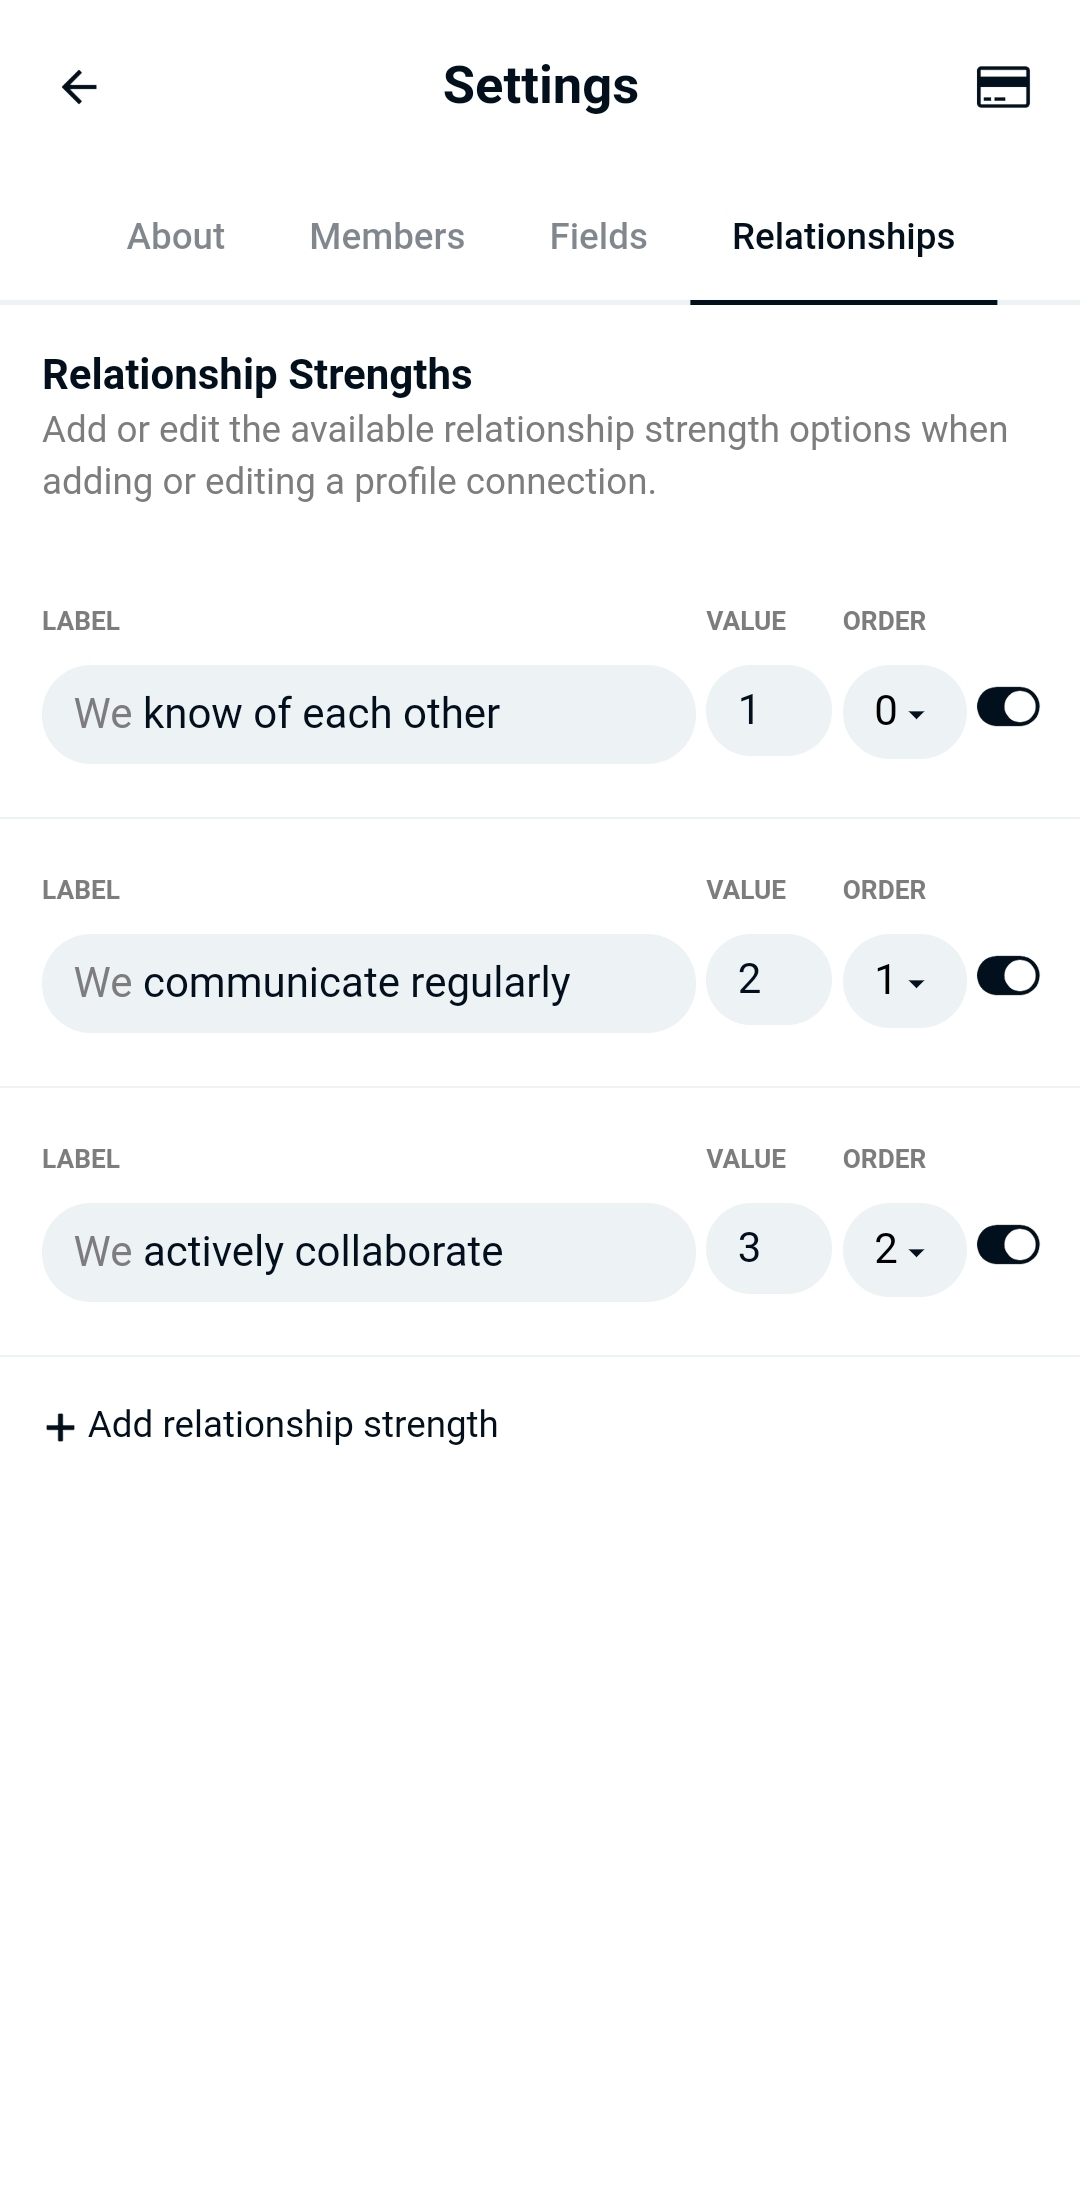 Settings
About Members Fields Relationships
Relationship Strengths
Add or edit the available relationship strength options when
adding or editing a profile connection.
LABEL VALUE ORDER
We know of each other 1 0
LABEL VALUE ORDER
We communicate regularly 2 1
LABEL VALUE ORDER
We actively collaborate 3 2
+ Add relationship strength